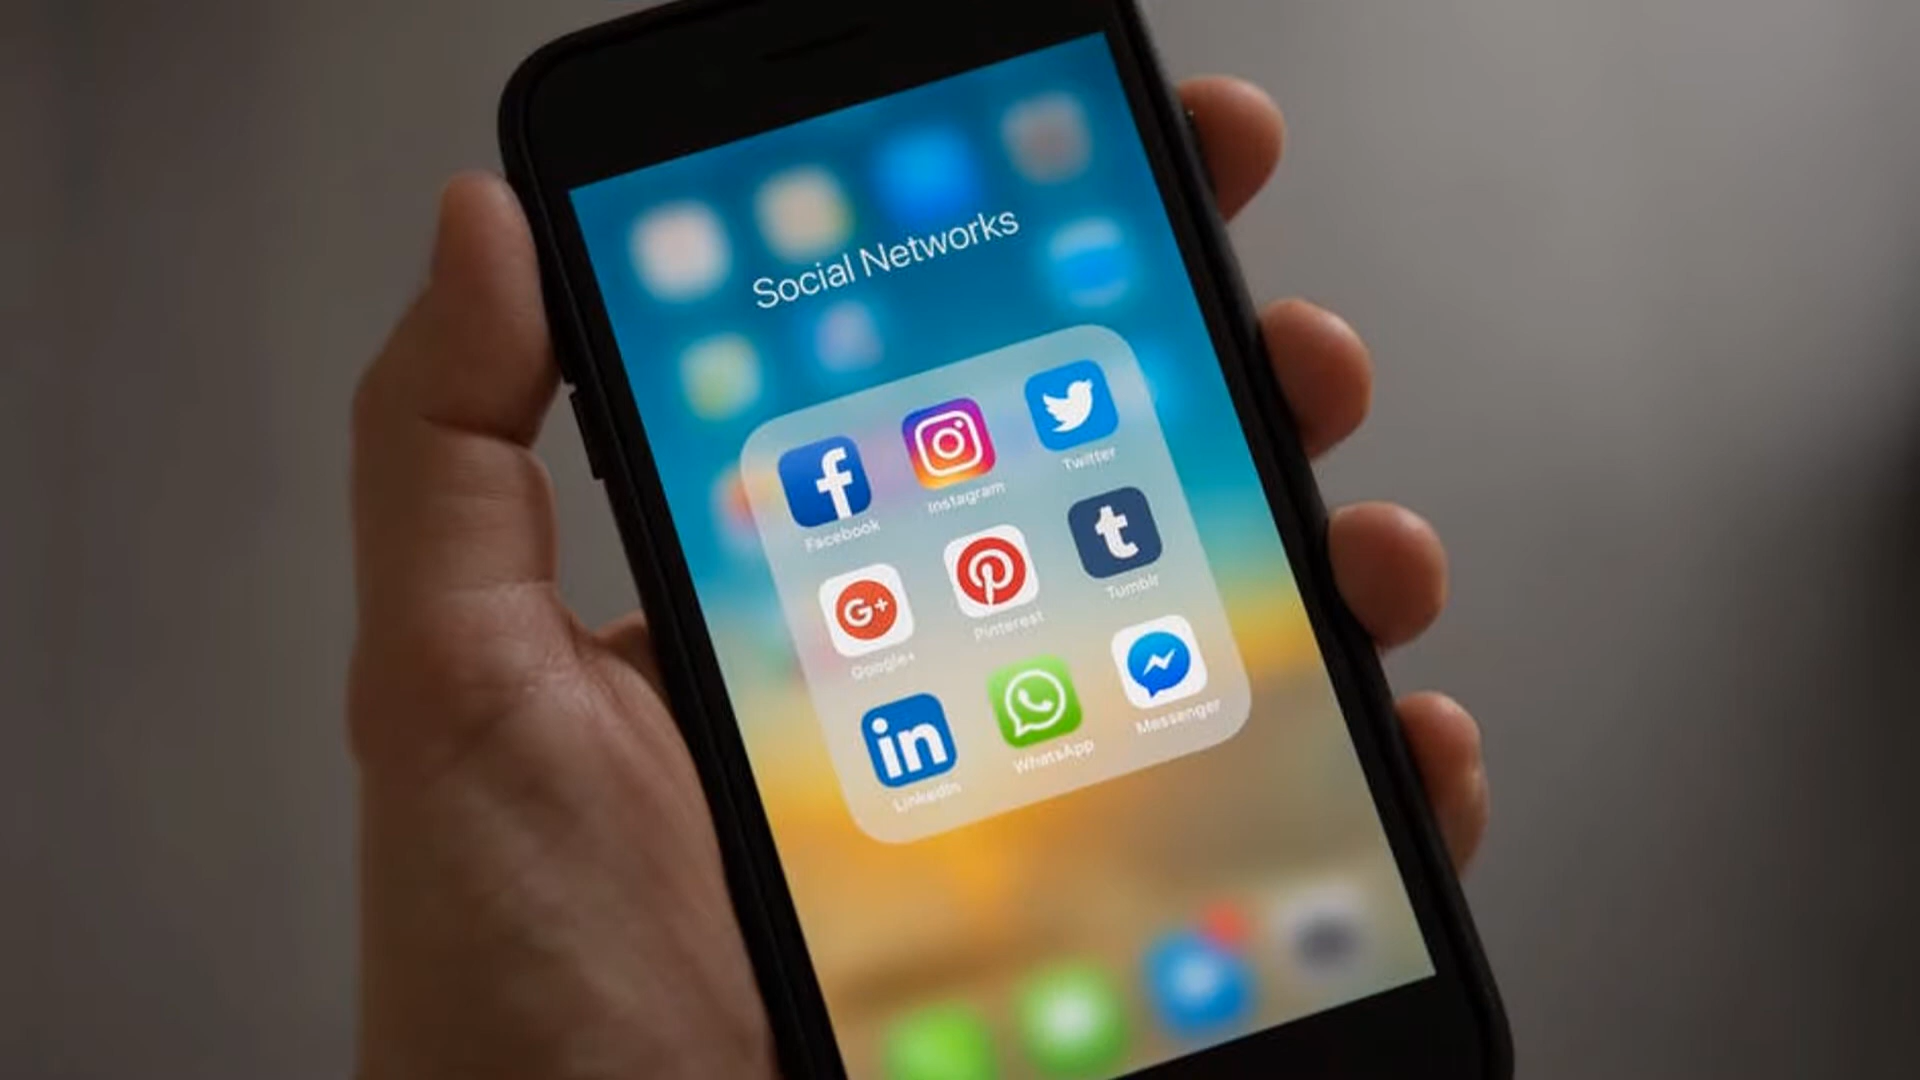 Social Networks
Facebook
Instagram
Twitter
Google+
Pinterest
Tumblr
LinkedIn
WhatsApp
Messenger